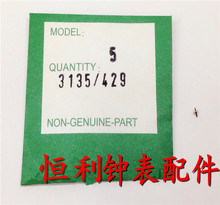 MODEL:
5
QUANTITY:
3135/429
NON-GENUINE-PART
恒利钟表配件